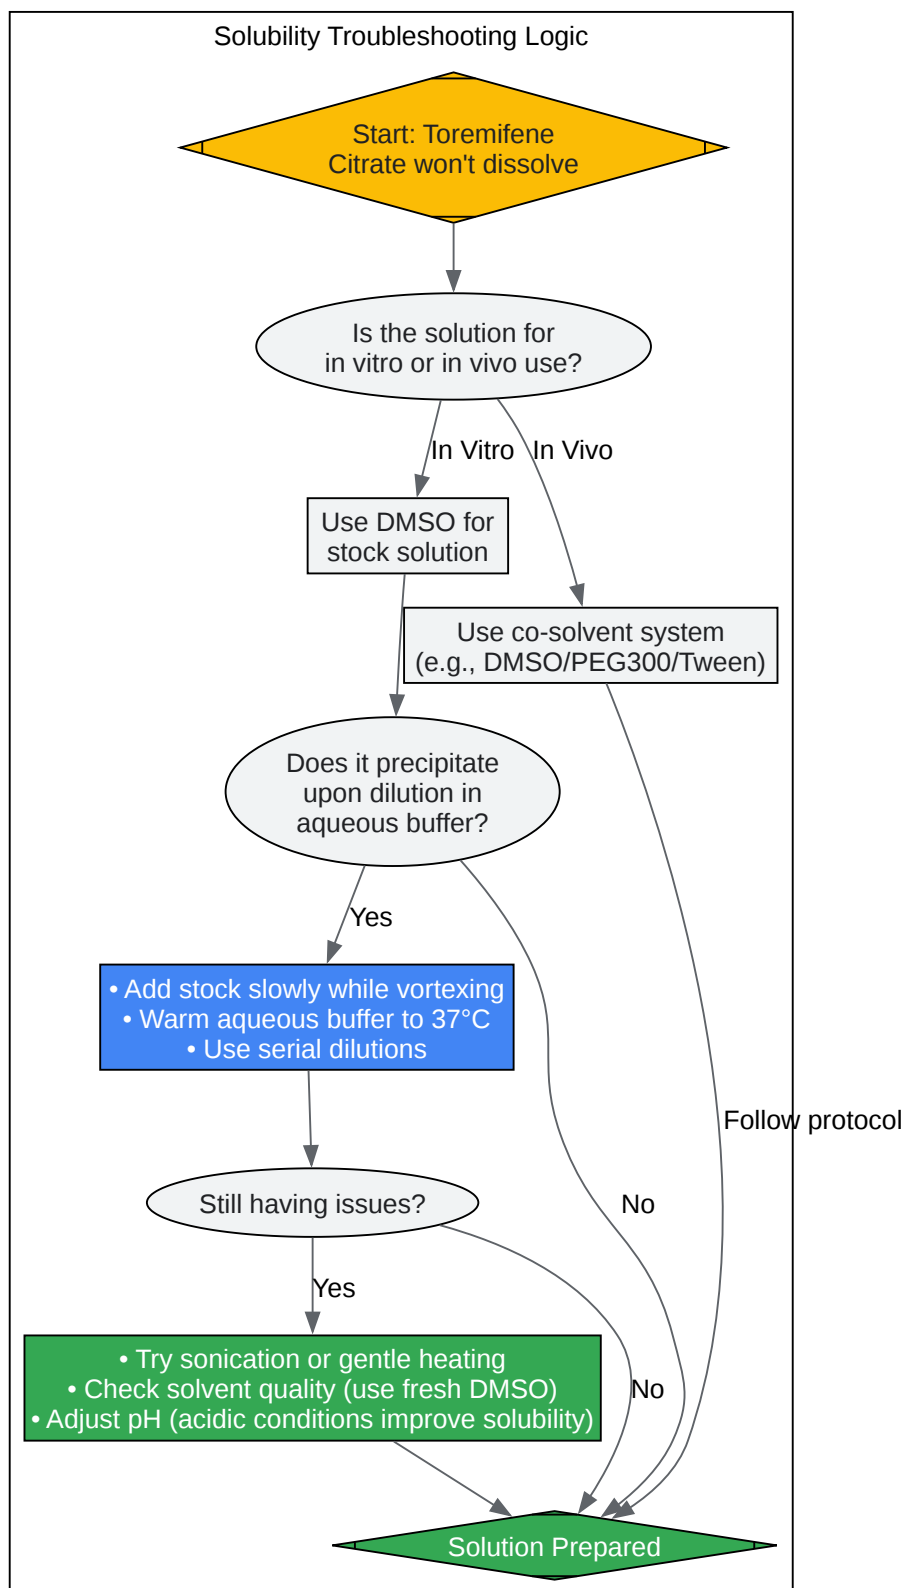 Solubility Troubleshooting Logic
Start: Toremifene
Citrate won't dissolve
Is the solution for
in vitro or in vivo use?
In Vitro
In Vivo
Use DMSO for
stock solution
Use co-solvent system
(e.g., DMSO/PEG300/Tween)
Does it precipitate
upon dilution in
aqueous buffer?
Yes
• Add stock slowly while vortexing
• Warm aqueous buffer to 37°C
• Use serial dilutions
Follow protocol
Still having issues?
No
Yes
• Try sonication or gentle heating
• Check solvent quality (use fresh DMSO)
• Adjust pH (acidic conditions improve solubility)
No
Solution Prepared